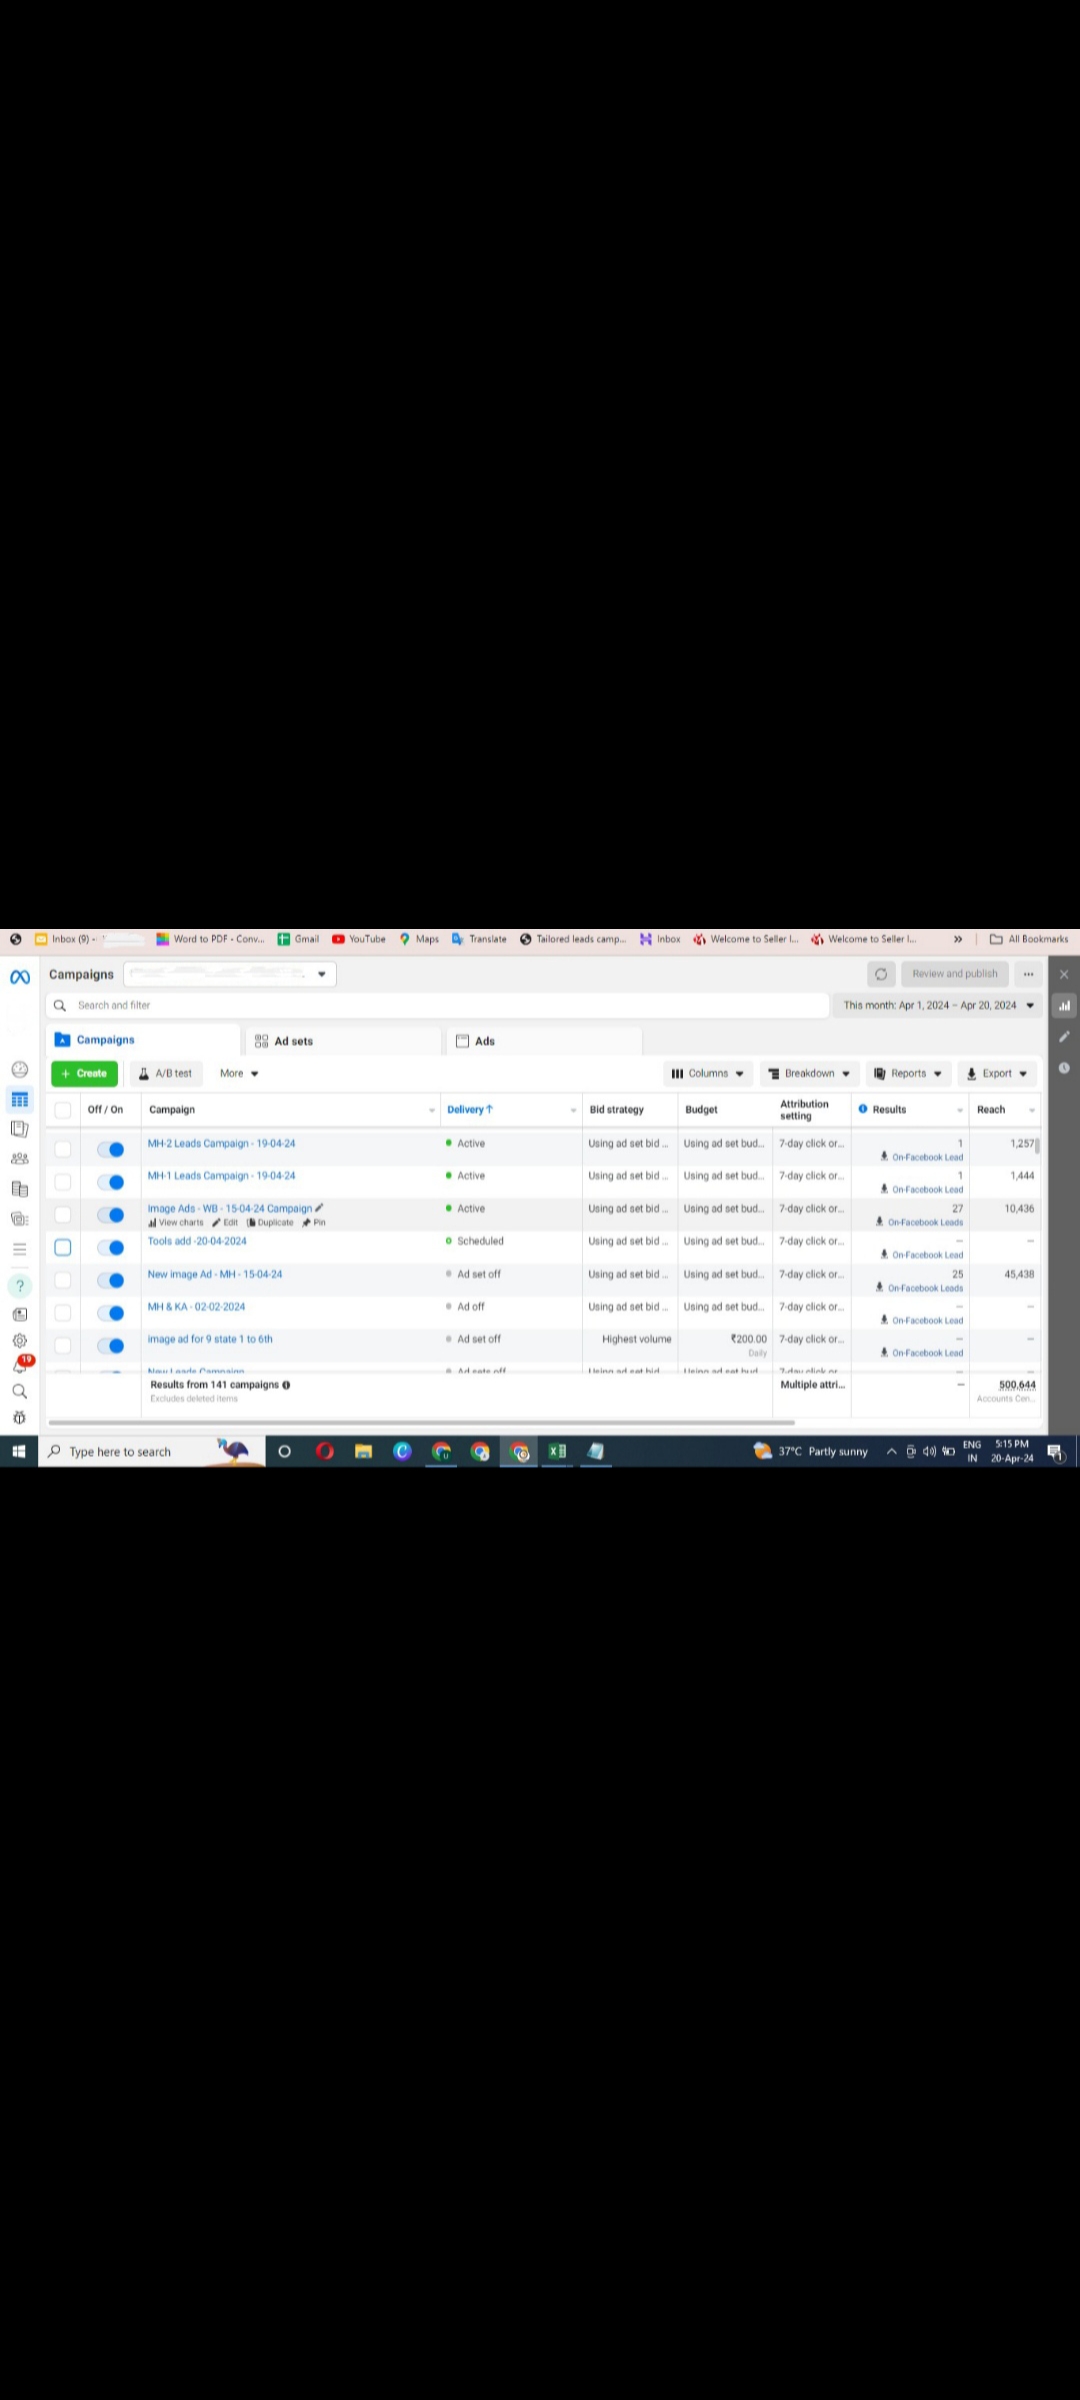 Inbox (9) -
Word to PDF - Conv...
Gmail
YouTube
Maps
Translate
Tailored leads camp...
Inbox
Welcome to Seller l...
Welcome to Seller l...
»
All Bookmarks
Campaigns
Review and publish
...
Search and filter
This month: Apr 1, 2024 – Apr 20, 2024
Campaigns
Ad sets
Ads
+ Create
A/B test
More
Columns
Breakdown
Reports
Export
Off / On
Campaign
Delivery ↑
Bid strategy
Budget
Attribution setting
Results
Reach
MH-2 Leads Campaign - 19-04-24
Active
Using ad set bid ...
Using ad set bud...
7-day click or...
1
1,257
On-Facebook Lead
MH-1 Leads Campaign - 19-04-24
Active
Using ad set bid ...
Using ad set bud...
7-day click or...
1
1,444
On-Facebook Lead
Image Ads - WB - 15-04-24 Campaign
Active
Using ad set bid ...
Using ad set bud...
7-day click or...
27
10,436
View charts
Edit
Duplicate
Pin
On-Facebook Leads
Tools add -20-04-2024
Scheduled
Using ad set bid ...
Using ad set bud...
7-day click or...
—
—
On-Facebook Lead
New image Ad - MH - 15-04-24
Ad set off
Using ad set bid ...
Using ad set bud...
7-day click or...
25
45,438
On-Facebook Leads
MH & KA - 02-02-2024
Ad off
Using ad set bid ...
Using ad set bud...
7-day click or...
—
—
On-Facebook Lead
image ad for 9 state 1 to 6th
Ad set off
Highest volume
₹200.00
7-day click or...
—
—
Daily
On-Facebook Lead
New Leads Campaign
Ad sets off
Using ad set bid
Using ad set bud
7-day click or
Results from 141 campaigns
Multiple attri...
—
500,644
Excludes deleted items
Accounts Cen...
?
19
Type here to search
37°C Partly sunny
ENG
IN
5:15 PM
20-Apr-24
1